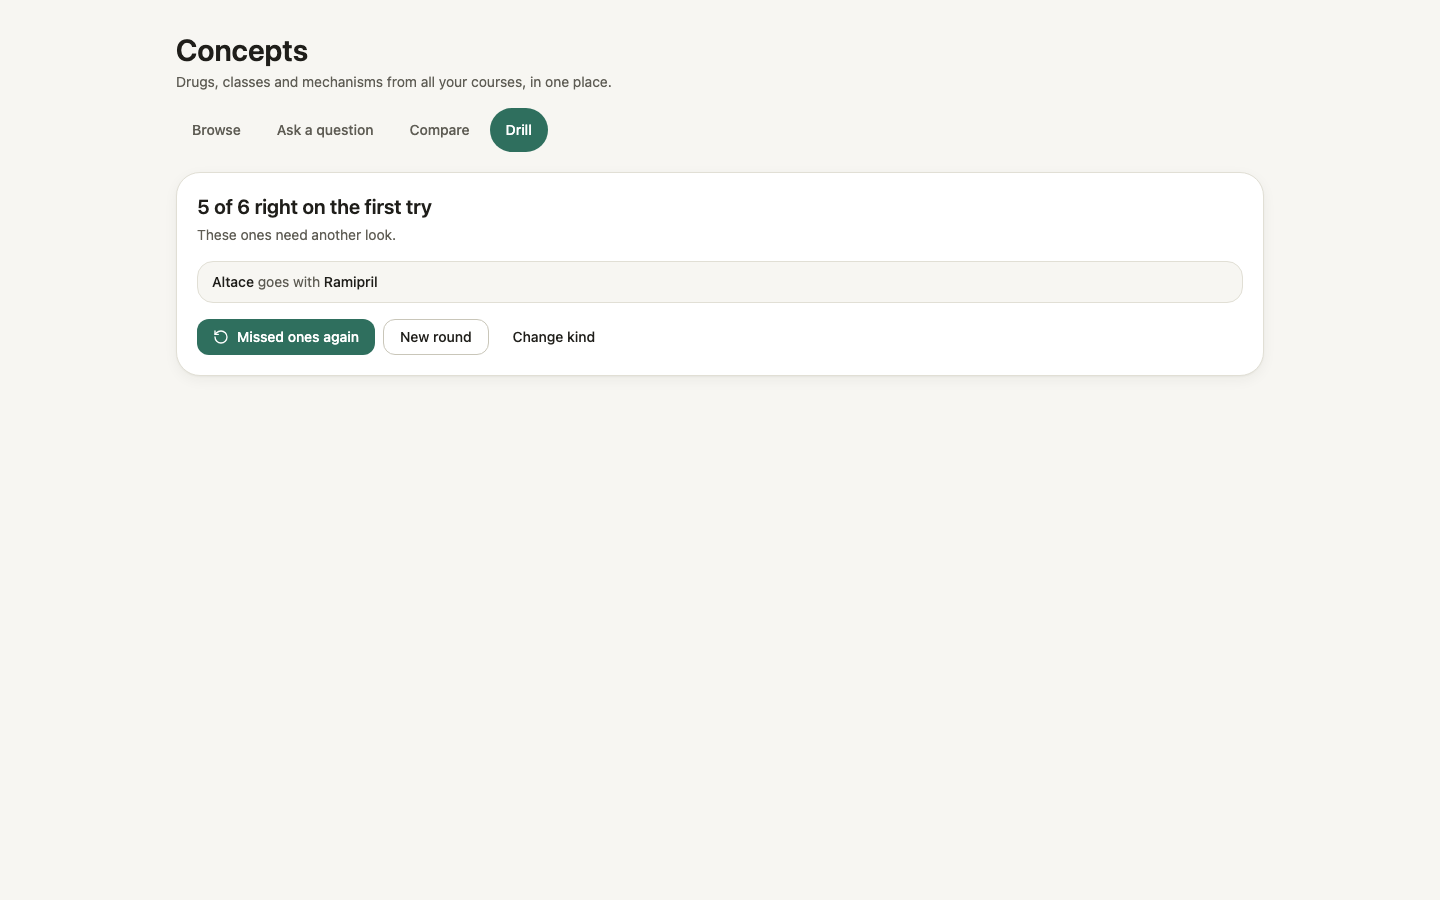 Concepts
Drugs, classes and mechanisms from all your courses, in one place.
Browse Ask a question Compare Drill
5 of 6 right on the first try
These ones need another look.
Altace goes with Ramipril
Missed ones again New round Change kind